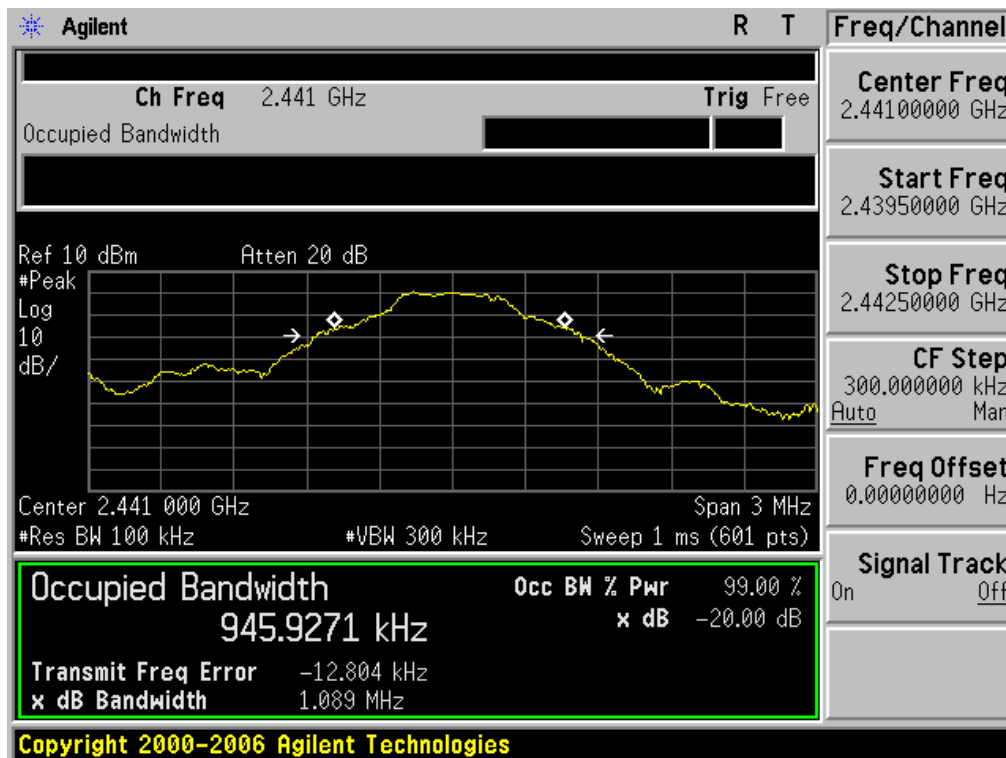 Agilent R T
Freq/Channel
Ch Freq 2.441 GHz Trig Free
Occupied Bandwidth
Center Freq
2.44100000 GHz
Start Freq
2.43950000 GHz
Stop Freq
2.44250000 GHz
CF Step
300.000000 kHz
Auto Man
Freq Offset
0.00000000 Hz
Signal Track
On Off
Ref 10 dBm Atten 20 dB
#Peak
Log
10
dB/
Center 2.441 000 GHz Span 3 MHz
#Res BW 100 kHz #VBW 300 kHz Sweep 1 ms (601 pts)
Occupied Bandwidth
945.9271 kHz
Occ BW % Pwr 99.00 %
x dB -20.00 dB
Transmit Freq Error -12.804 kHz
x dB Bandwidth 1.089 MHz
Copyright 2000-2006 Agilent Technologies